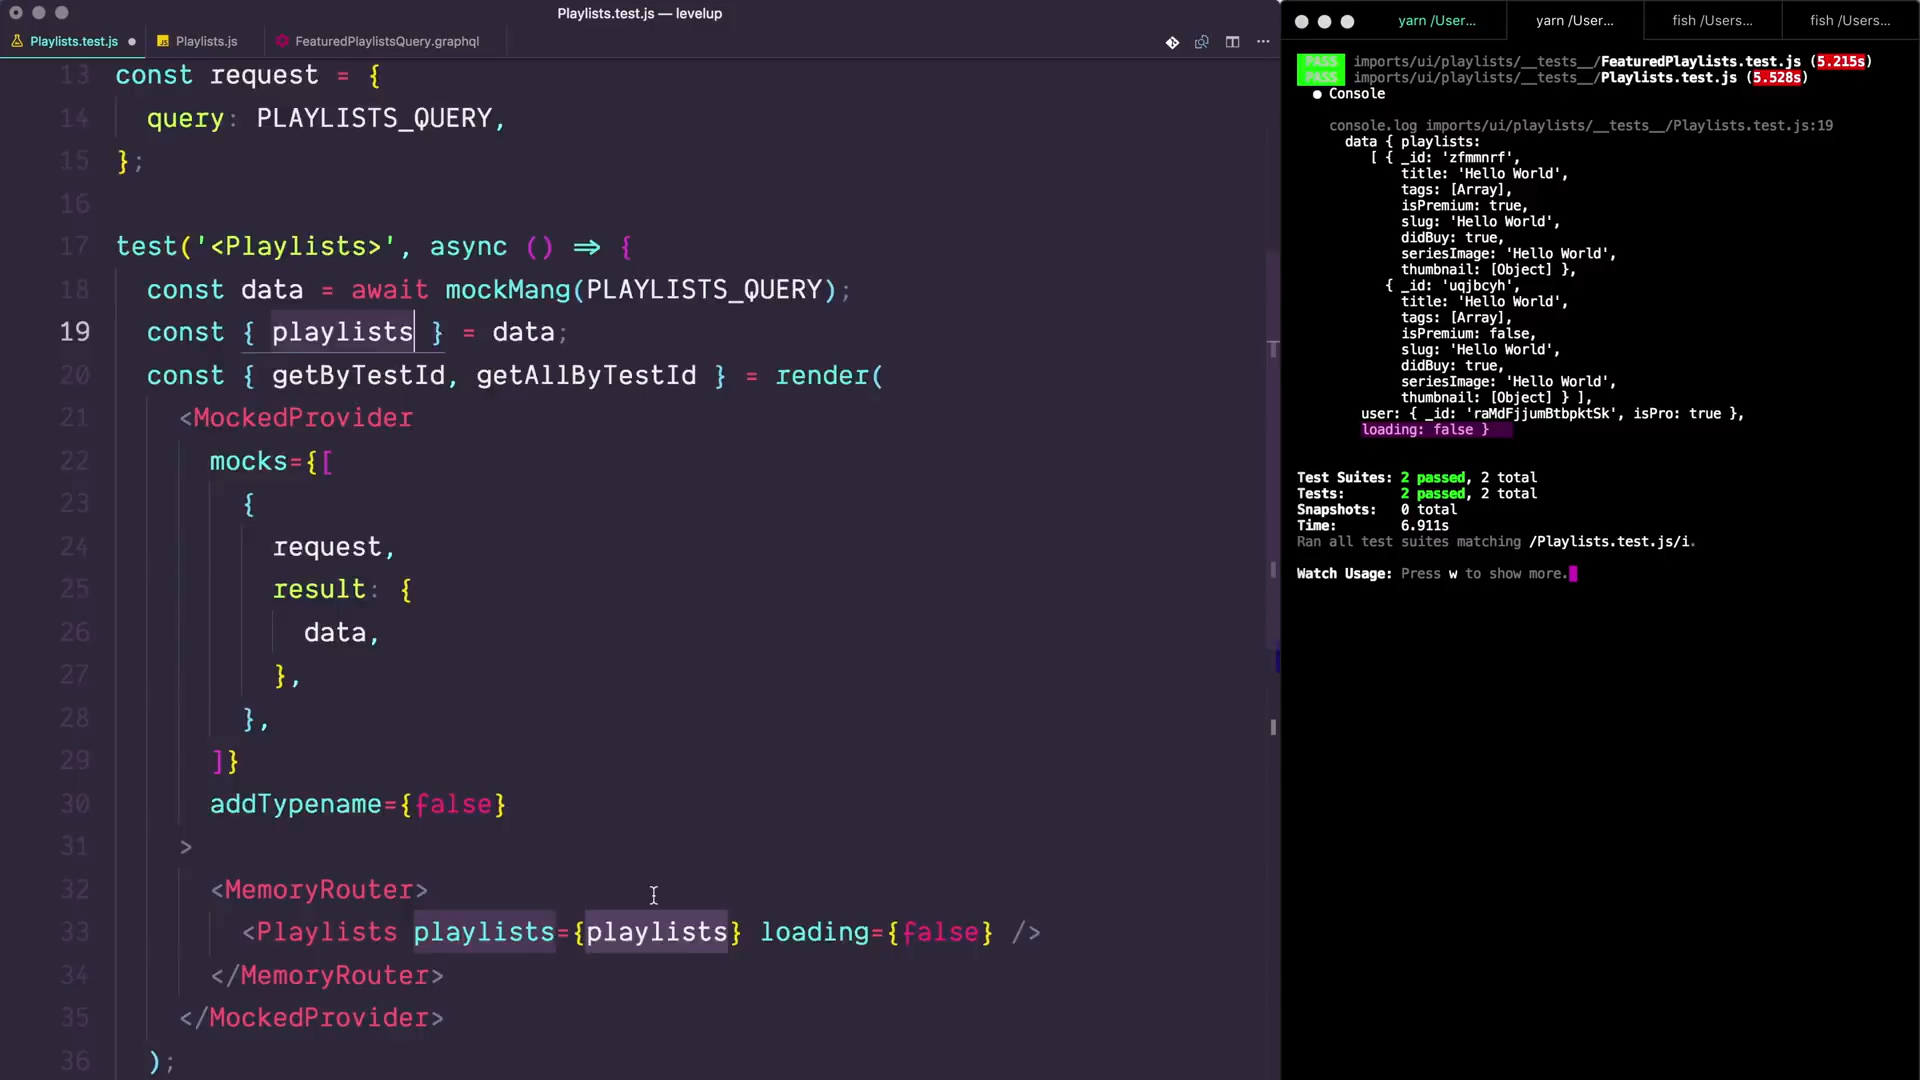 Playlists.test.js — levelup
Playlists.test.js
Playlists.js
FeaturedPlaylistsQuery.graphql
13 const request = {
14 query: PLAYLISTS_QUERY,
15 };
16
17 test('<Playlists>', async () => {
18 const data = await mockMang(PLAYLISTS_QUERY);
19 const { playlists } = data;
20 const { getByTestId, getAllByTestId } = render(
21 <MockedProvider
22 mocks={[
23 {
24 request,
25 result: {
26 data,
27 },
28 },
29 ]}
30 addTypename={false}
31 >
32 <MemoryRouter>
33 <Playlists playlists={playlists} loading={false} />
34 </MemoryRouter>
35 </MockedProvider>
36 );
yarn /User...
yarn /User...
fish /Users...
fish /Users...
PASS imports/ui/playlists/__tests__/FeaturedPlaylists.test.js (5.215s)
PASS imports/ui/playlists/__tests__/Playlists.test.js (5.528s)
● Console
console.log imports/ui/playlists/__tests__/Playlists.test.js:19
data { playlists:
[ { _id: 'zfmmnrf',
title: 'Hello World',
tags: [Array],
isPremium: true,
slug: 'Hello World',
didBuy: true,
seriesImage: 'Hello World',
thumbnail: [Object] },
{ _id: 'uqjbcyh',
title: 'Hello World',
tags: [Array],
isPremium: false,
slug: 'Hello World',
didBuy: true,
seriesImage: 'Hello World',
thumbnail: [Object] } ],
user: { _id: 'raMdFjjumBtbpktSk', isPro: true },
loading: false }
Test Suites: 2 passed, 2 total
Tests: 2 passed, 2 total
Snapshots: 0 total
Time: 6.911s
Ran all test suites matching /Playlists.test.js/i.
Watch Usage: Press w to show more.